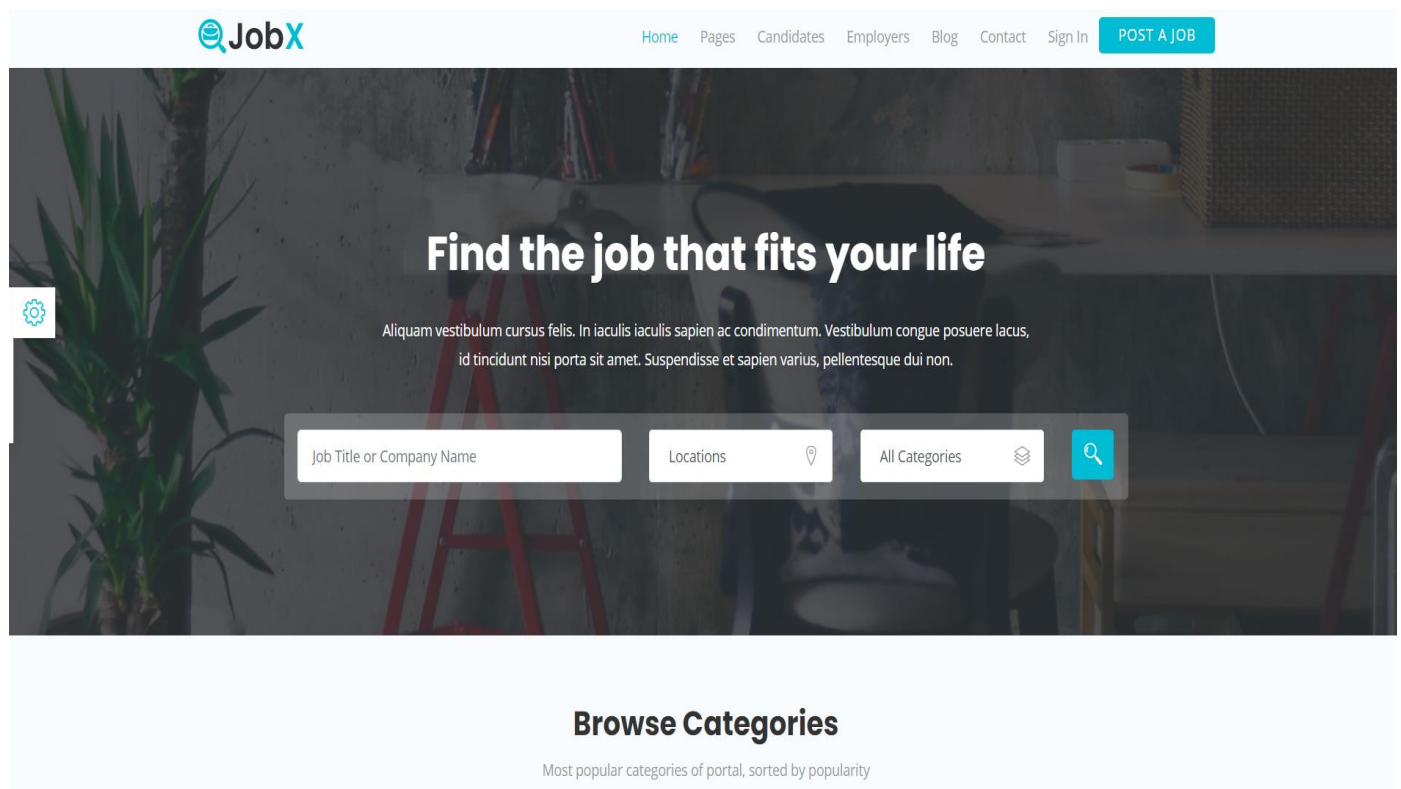 JobX
Home Pages Candidates Employers Blog Contact Sign In POST A JOB
Find the job that fits your life
Aliquam vestibulum cursus felis. In iaculis iaculis sapien ac condimentum. Vestibulum congue posuere lacus,
id tincidunt nisi porta sit amet. Suspendisse et sapien varius, pellentesque dui non.
Job Title or Company Name Locations All Categories
Browse Categories
Most popular categories of portal, sorted by popularity